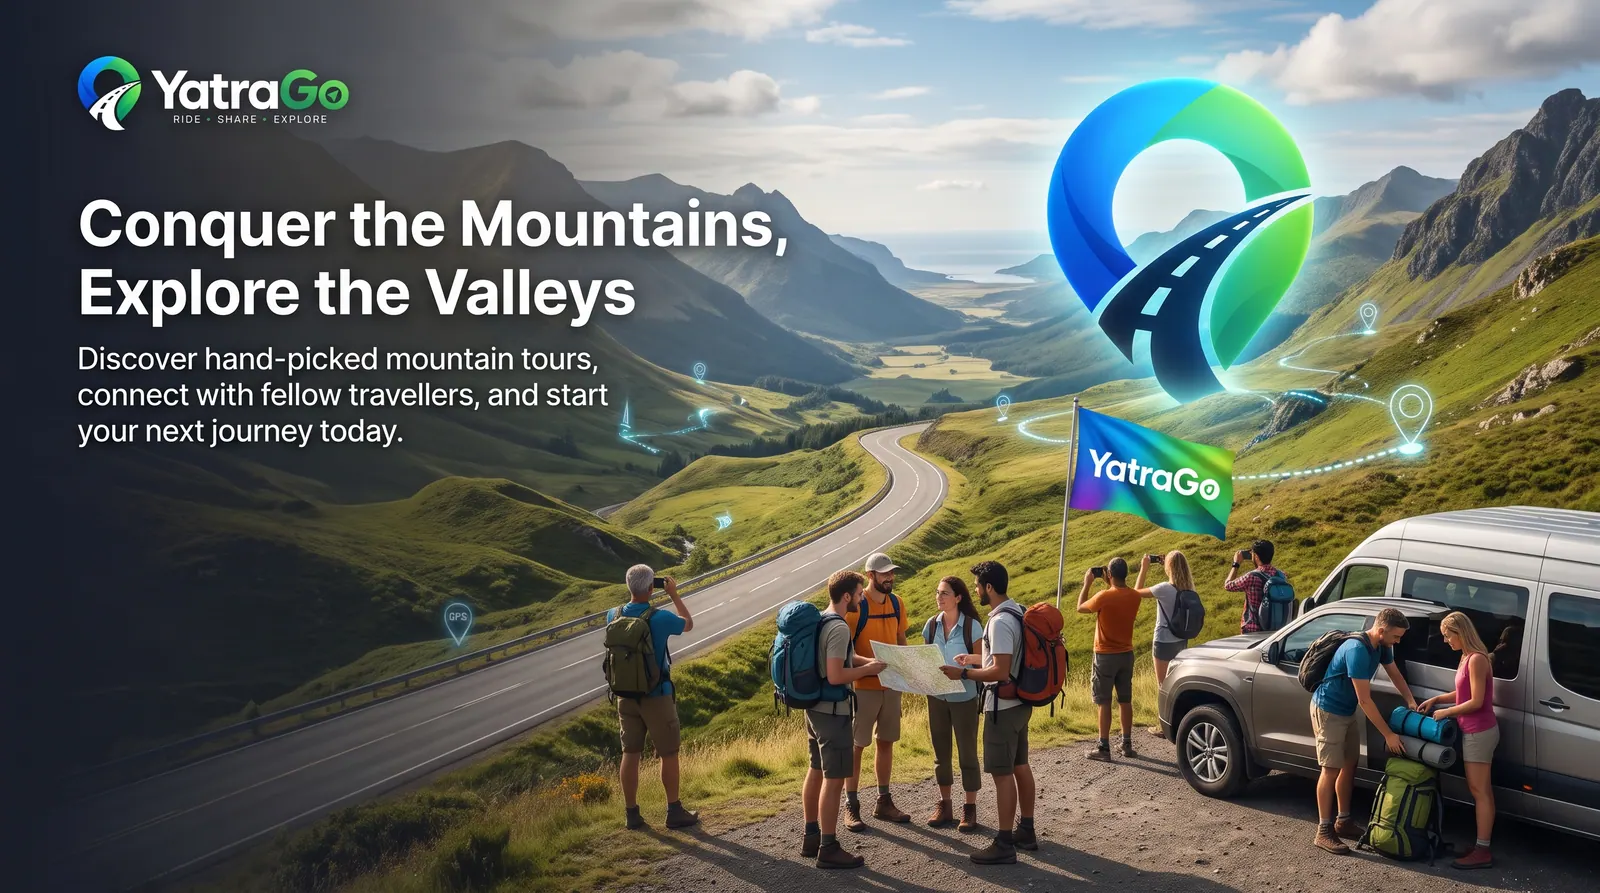 YatraGo
RIDE • SHARE • EXPLORE
Conquer the Mountains,
Explore the Valleys
Discover hand-picked mountain tours,
connect with fellow travellers, and start
your next journey today.
YatraGo
GPS